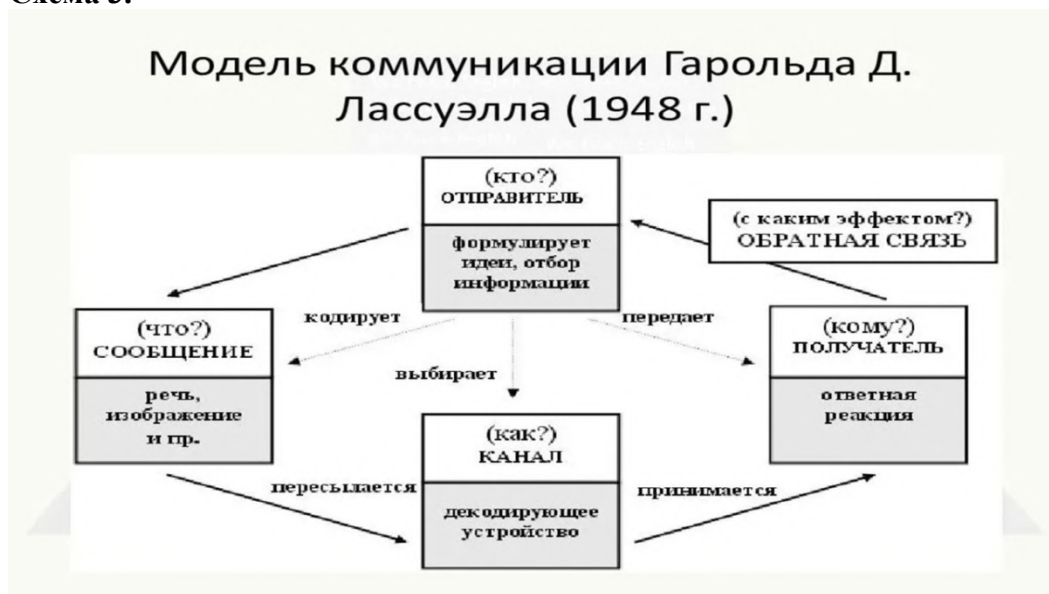 Схема 3.
Модель коммуникации Гарольда Д.
Лассуэлла (1948 г.)
(кто?)
ОТПРАВИТЕЛЬ
формулирует
идеи, отбор
информации
(с каким эффектом?)
ОБРАТНАЯ СВЯЗЬ
кодирует
передает
выбирает
(что?)
СООБЩЕНИЕ
речь,
изображение
и пр.
(кому?)
ПОЛУЧАТЕЛЬ
ответная
реакция
(как?)
КАНАЛ
декодирующее
устройство
пересылается
принимается